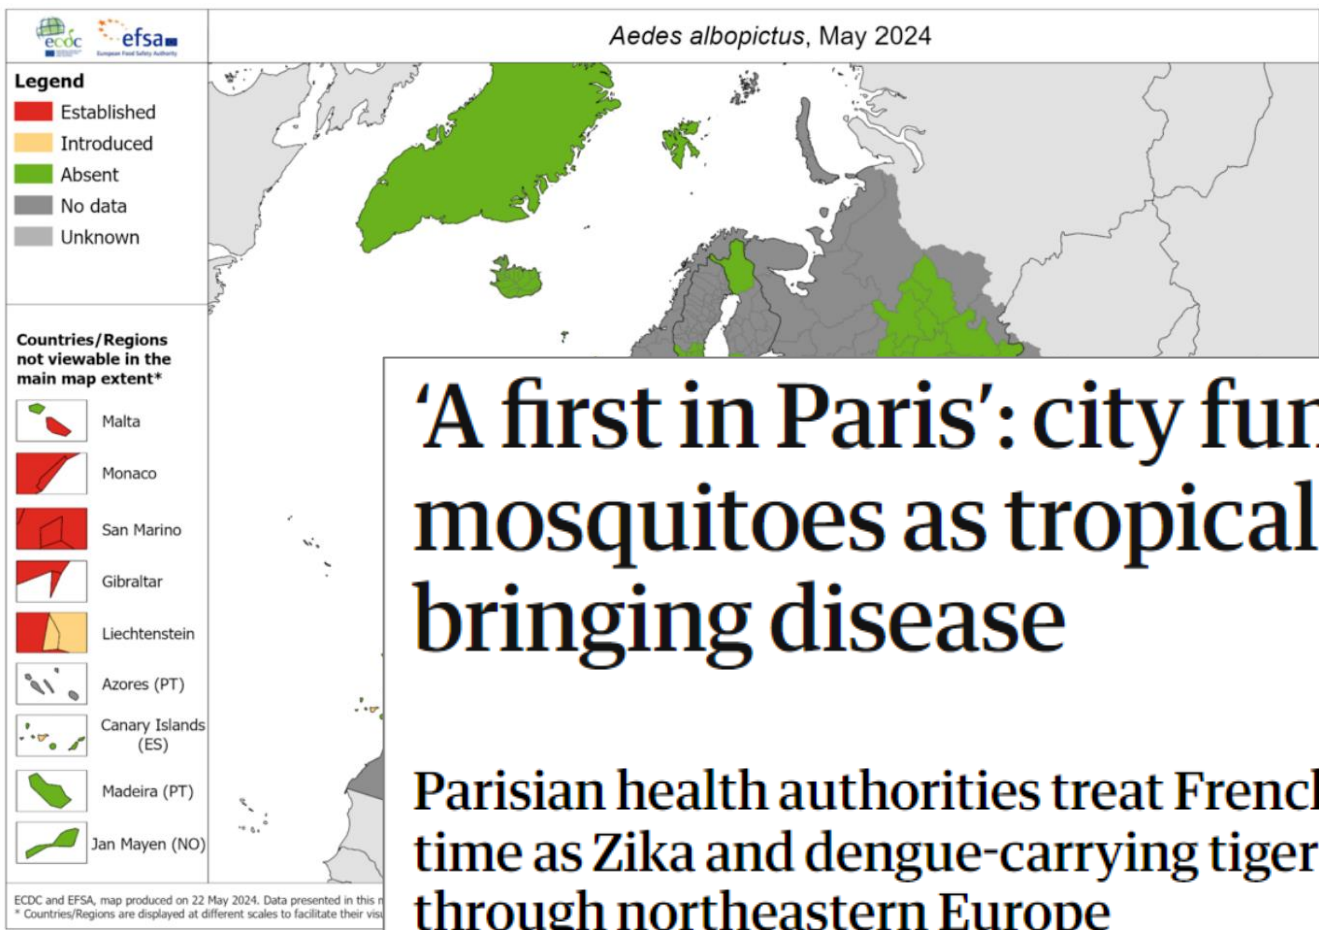 ecdc
efsa
European Food Safety Authority
Aedes albopictus, May 2024
Legend
Established
Introduced
Absent
No data
Unknown
Countries/Regions
not viewable in the
main map extent*
Malta
Monaco
San Marino
Gibraltar
Liechtenstein
Azores (PT)
Canary Islands
(ES)
Madeira (PT)
Jan Mayen (NO)
ECDC and EFSA, map produced on 22 May 2024. Data presented in this
* Countries/Regions are displayed at different scales to facilitate their
‘A first in Paris’: city
mosquitoes as tropical
bringing disease
Parisian health authorities treat
time as Zika and dengue-carrying tiger
through northeastern Europe